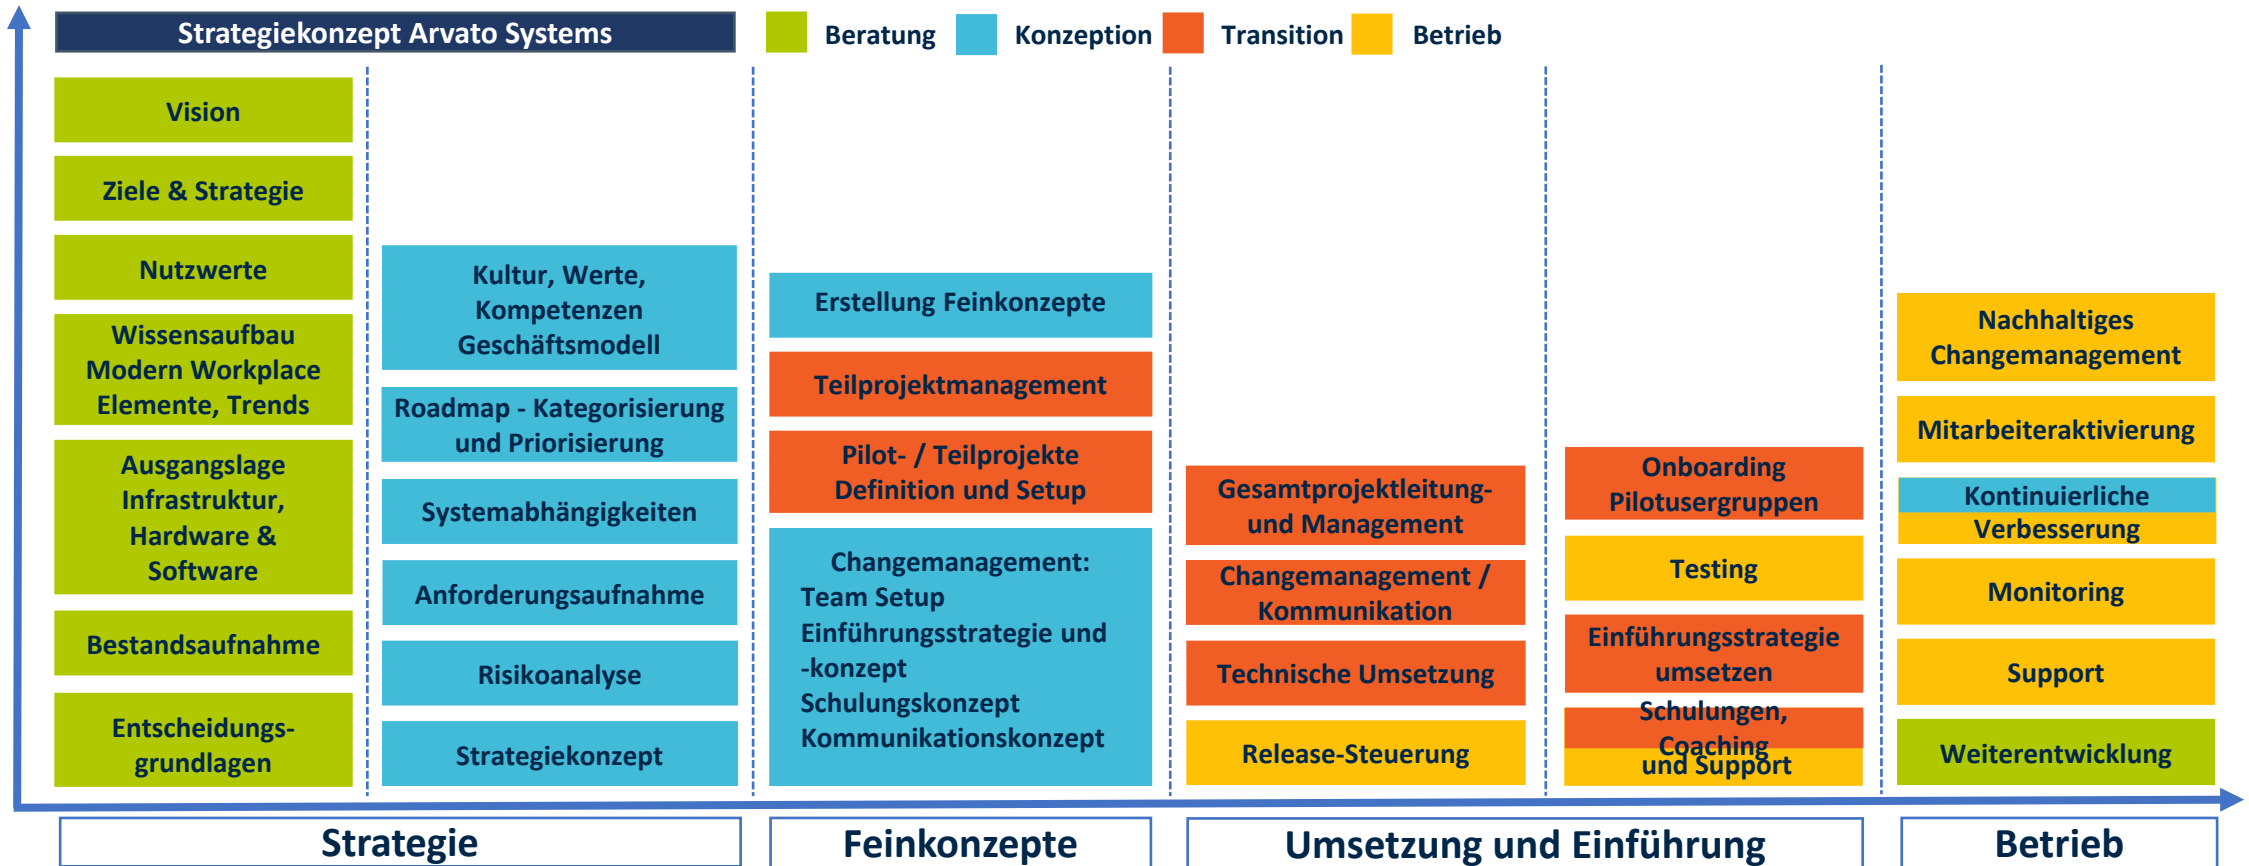 Strategiekonzept Arvato Systems
Beratung
Konzeption
Transition
Betrieb
Vision
Ziele & Strategie
Nutzwerte
Wissensaufbau
Modern Workplace
Elemente, Trends
Ausgangslage
Infrastruktur,
Hardware &
Software
Bestandsaufnahme
Entscheidungs-
grundlagen
Kultur, Werte,
Kompetenzen
Geschäftsmodell
Roadmap - Kategorisierung
und Priorisierung
Systemabhängigkeiten
Anforderungsaufnahme
Risikoanalyse
Strategiekonzept
Erstellung Feinkonzepte
Teilprojektmanagement
Pilot- / Teilprojekte
Definition und Setup
Changemanagement:
Team Setup
Einführungsstrategie und
-konzept
Schulungskonzept
Kommunikationskonzept
Gesamtprojektleitung-
und Management
Changemanagement /
Kommunikation
Technische Umsetzung
Release-Steuerung
Onboarding
Pilotusergruppen
Testing
Einführungsstrategie
umsetzen
Schulungen,
Coaching
und Support
Nachhaltiges
Changemanagement
Mitarbeiteraktivierung
Kontinuierliche
Verbesserung
Monitoring
Support
Weiterentwicklung
Strategie
Feinkonzepte
Umsetzung und Einführung
Betrieb